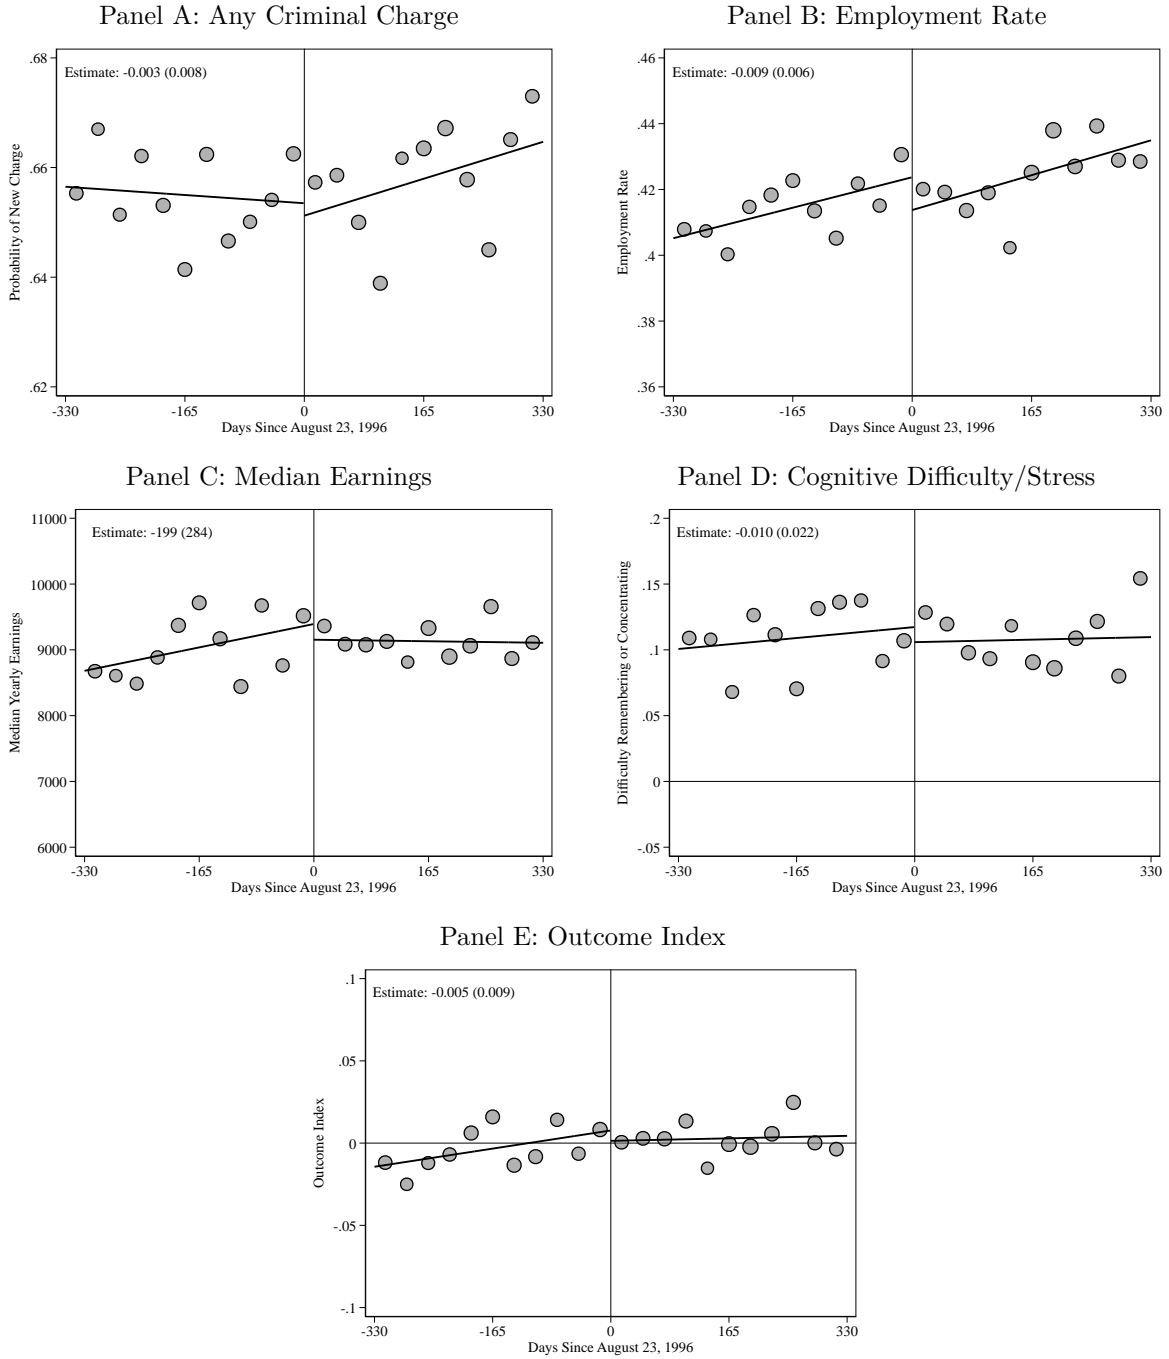 Panel A: Any Criminal Charge
Estimate: -0.003 (0.008)
Probability of New Charge
.68
.66
.64
.62
-330 -165 0 165 330
Days Since August 23, 1996
Panel B: Employment Rate
Estimate: -0.009 (0.006)
Employment Rate
.46
.44
.42
.4
.38
.36
-330 -165 0 165 330
Days Since August 23, 1996
Panel C: Median Earnings
Estimate: -199 (284)
Median Yearly Earnings
11000
10000
9000
8000
7000
6000
-330 -165 0 165 330
Days Since August 23, 1996
Panel D: Cognitive Difficulty/Stress
Estimate: -0.010 (0.022)
Difficulty Remembering or Concentrating
.2
.15
.1
.05
0
-.05
-330 -165 0 165 330
Days Since August 23, 1996
Panel E: Outcome Index
Estimate: -0.005 (0.009)
Outcome Index
.1
.05
0
-.05
-.1
-330 -165 0 165 330
Days Since August 23, 1996